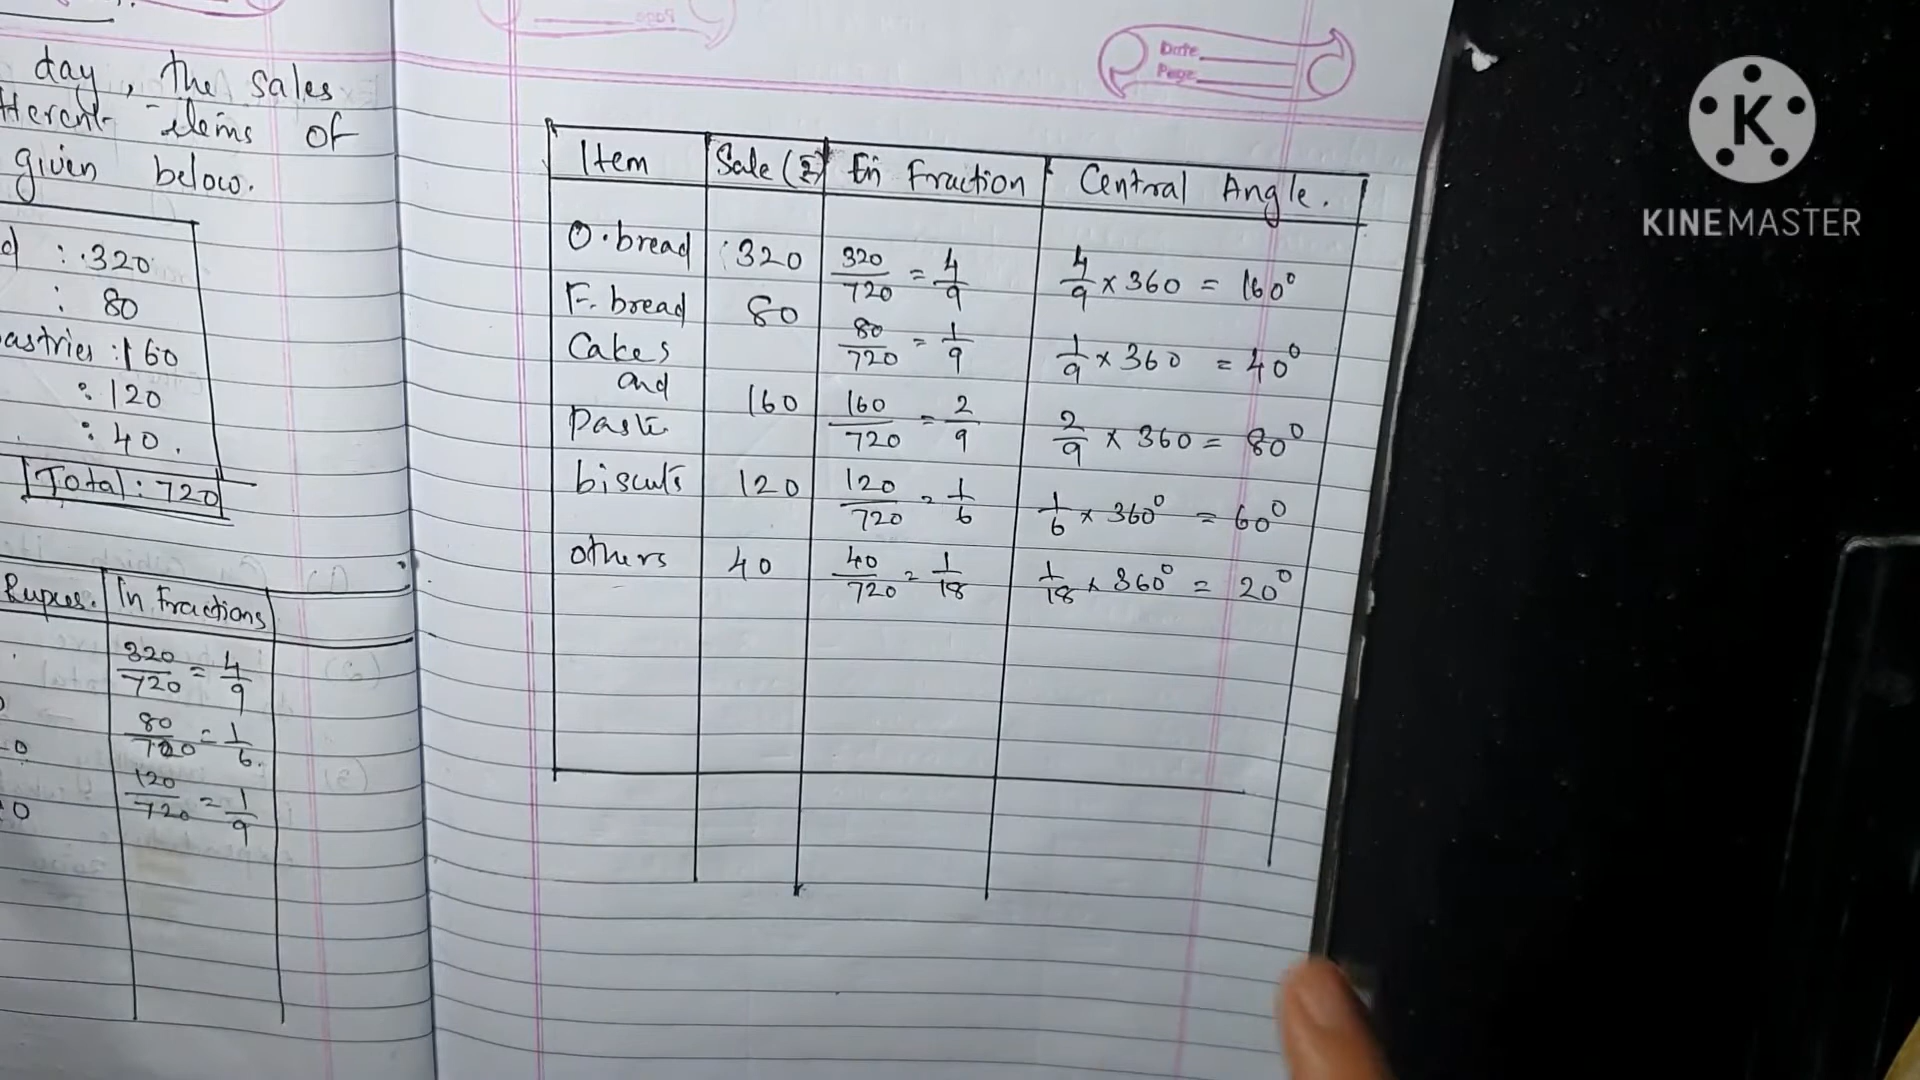 day, the sales
items of
given below.
: 320
: 80
astries : 160
: 120
: 40.
Total : 720
Rupees. In Fractions
320/720 = 4/9
80/720 = 1/6.
120/720 = 1/9
Page
Date
Page
Item Sale (₹) In Fraction Central Angle.
O. bread : 320 320/720 = 4/9 4/9 × 360 = 160°
F. bread 80 80/720 = 1/9 1/9 × 360 = 40°
Cakes
and 160 160/720 = 2/9 2/9 × 360 = 80°
Paste.
biscuts 120 120/720 = 1/6 1/6 × 360° = 60°
others 40 40/720 = 1/18 1/18 × 360° = 20°
K
KINEMASTER